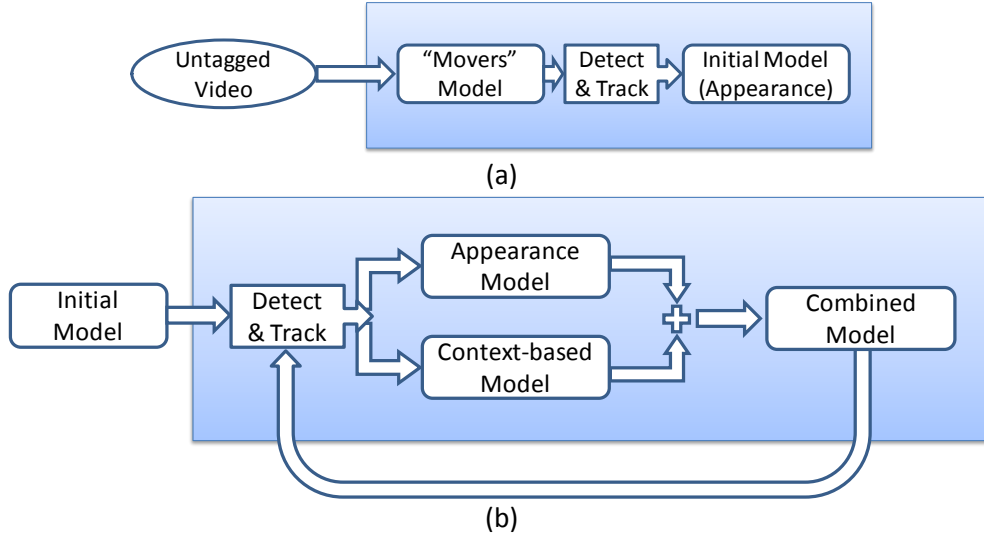 Untagged
Video
“Movers”
Model
Detect
& Track
Initial Model
(Appearance)
(a)
Initial
Model
Detect
& Track
Appearance
Model
Context-based
Model
Combined
Model
(b)